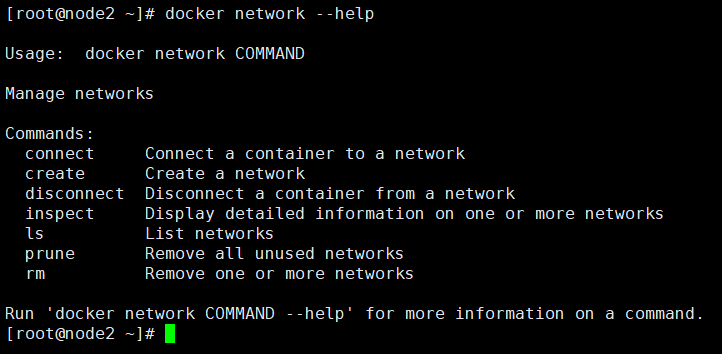 [root@node2 ~]# docker network --help
Usage:  docker network COMMAND
Manage networks
Commands:
  connect     Connect a container to a network
  create      Create a network
  disconnect  Disconnect a container from a network
  inspect     Display detailed information on one or more networks
  ls          List networks
  prune       Remove all unused networks
  rm          Remove one or more networks
Run 'docker network COMMAND --help' for more information on a command.
[root@node2 ~]#